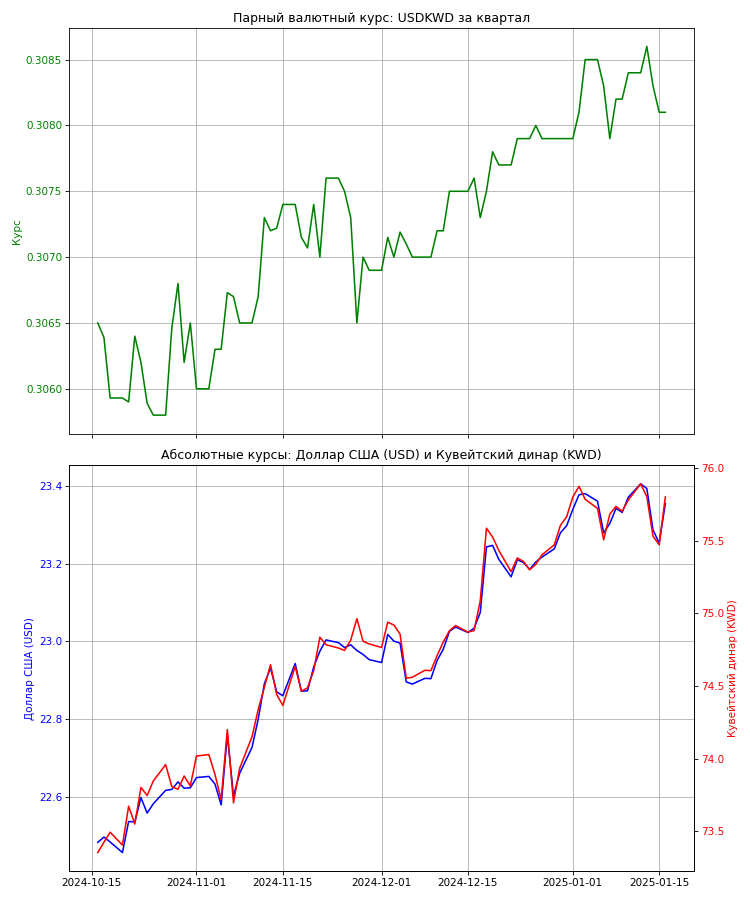 Парный валютный курс: USDKWD за квартал
0.3085
0.3080
0.3075
0.3070
0.3065
0.3060
Курс
Абсолютные курсы: Доллар США (USD) и Кувейтский динар (KWD)
23.4
23.2
23.0
22.8
22.6
Доллар США (USD)
76.0
75.5
75.0
74.5
74.0
73.5
Кувейтский динар (KWD)
2024-10-15 2024-11-01 2024-11-15 2024-12-01 2024-12-15 2025-01-01 2025-01-15